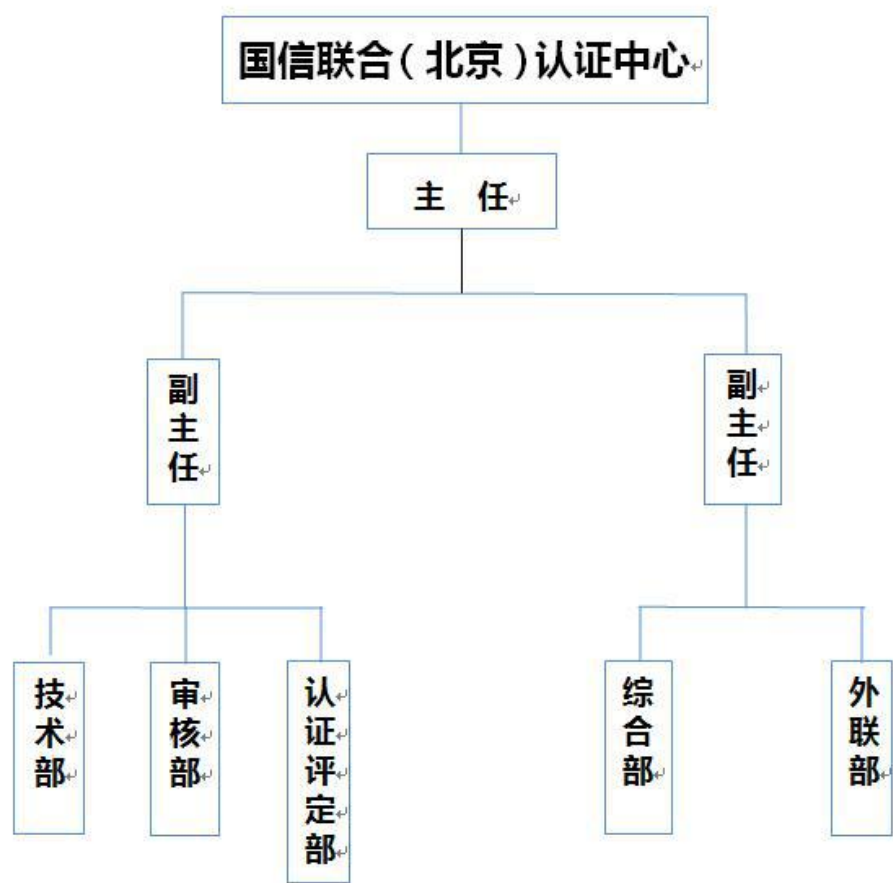 国信联合（北京）认证中心
主 任
副主任
副主任
技术部
审核部
认证评定部
综合部
外联部